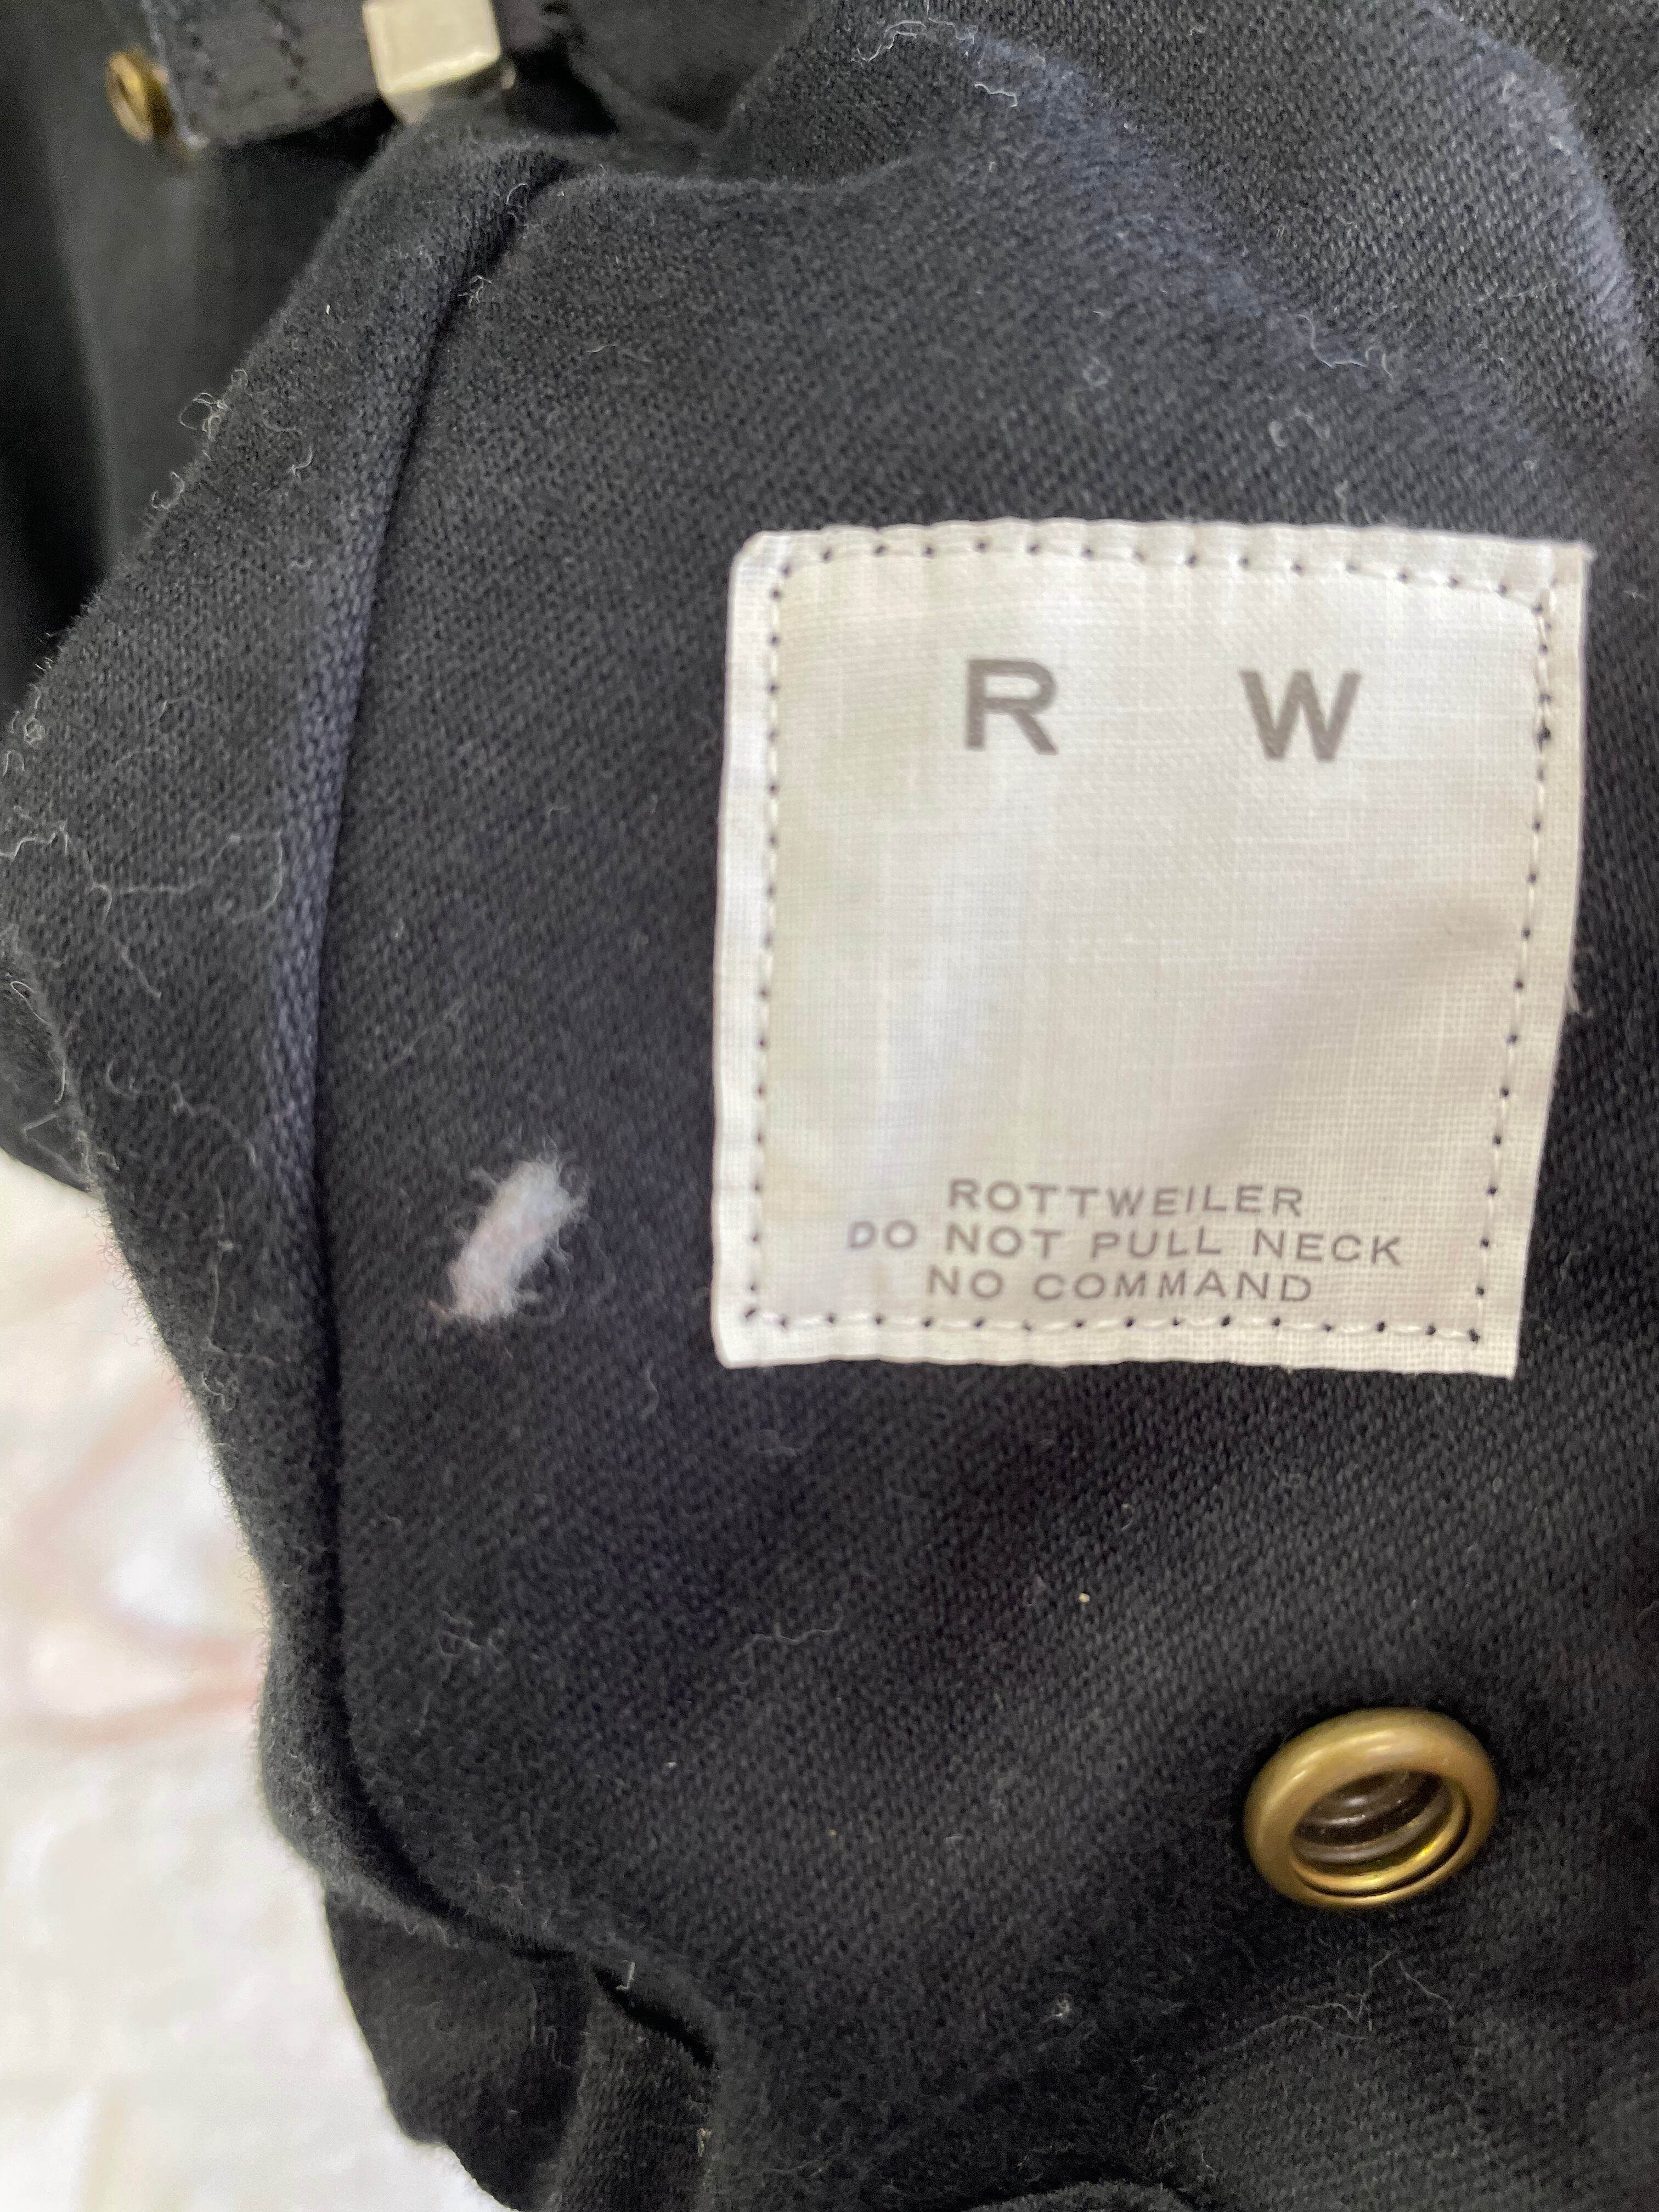 R W
ROTTWEILER
DO NOT PULL NECK
NO COMMAND